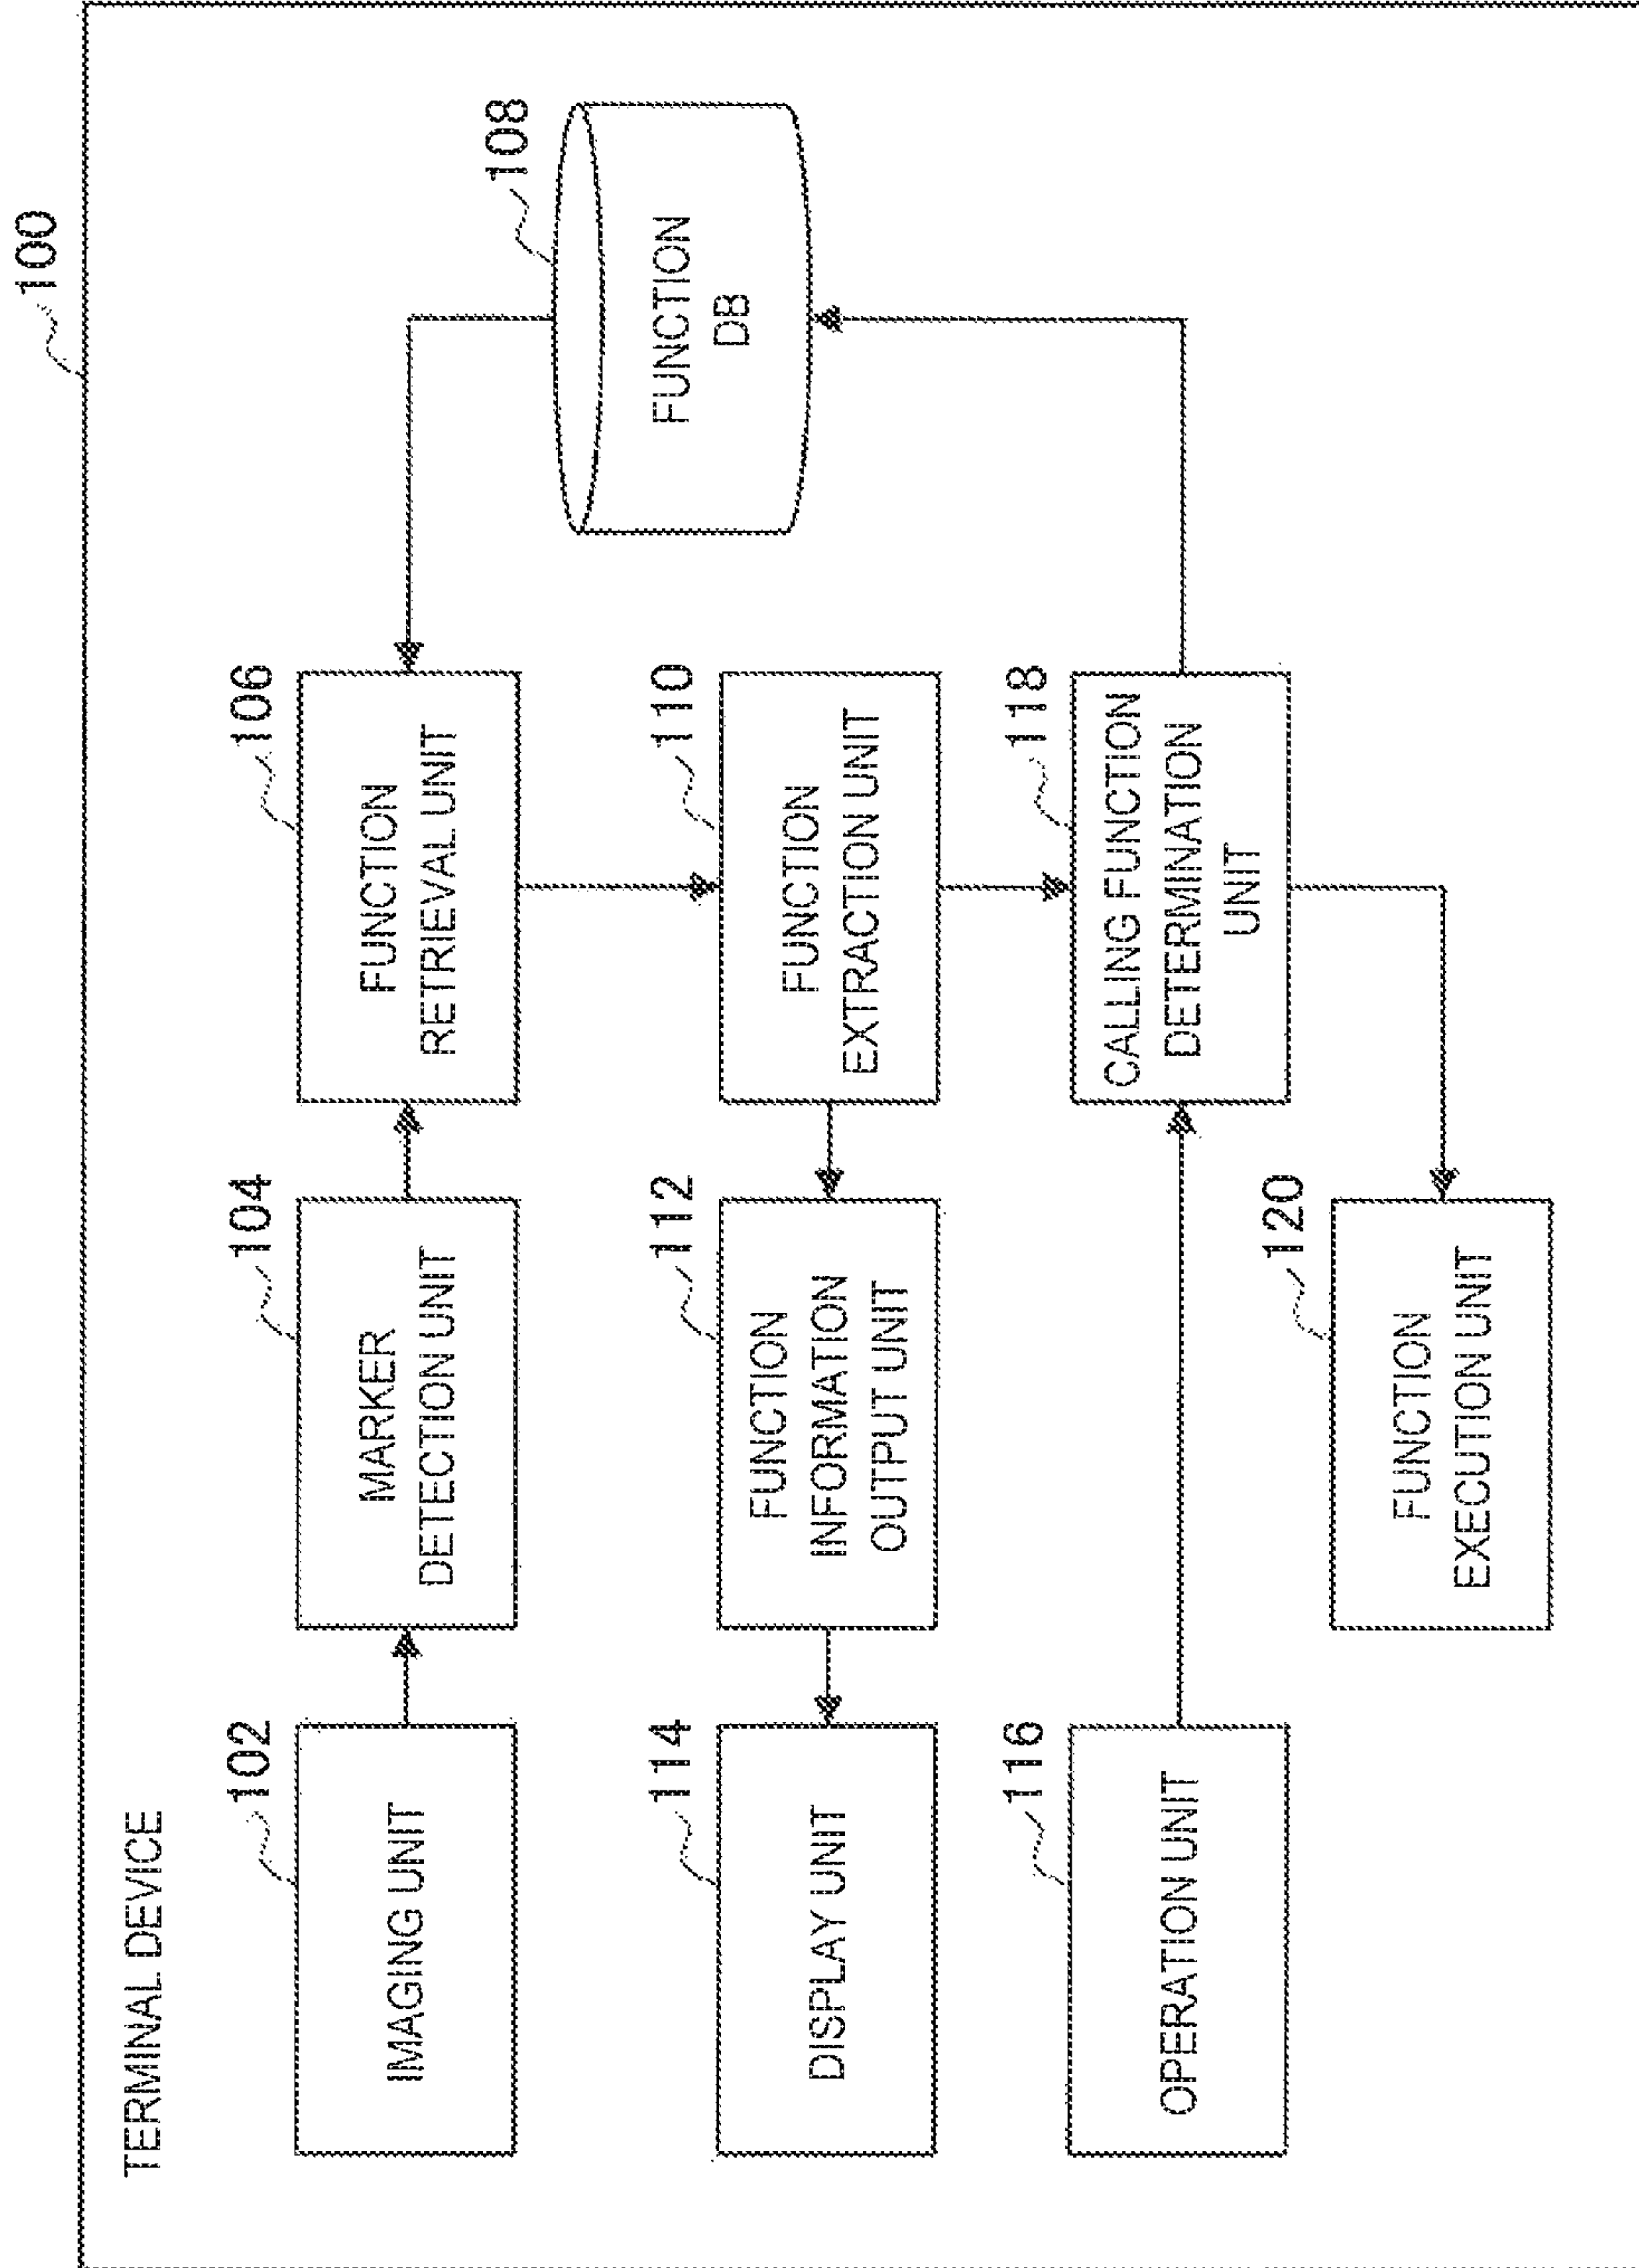 100
TERMINAL DEVICE
102
IMAGING UNIT
104
MARKER
DETECTION UNIT
106
FUNCTION
RETRIEVAL UNIT
108
FUNCTION
DB
114
DISPLAY UNIT
112
FUNCTION
INFORMATION
OUTPUT UNIT
110
FUNCTION
EXTRACTION UNIT
116
OPERATION UNIT
118
CALLING FUNCTION
DETERMINATION
UNIT
120
FUNCTION
EXECUTION UNIT